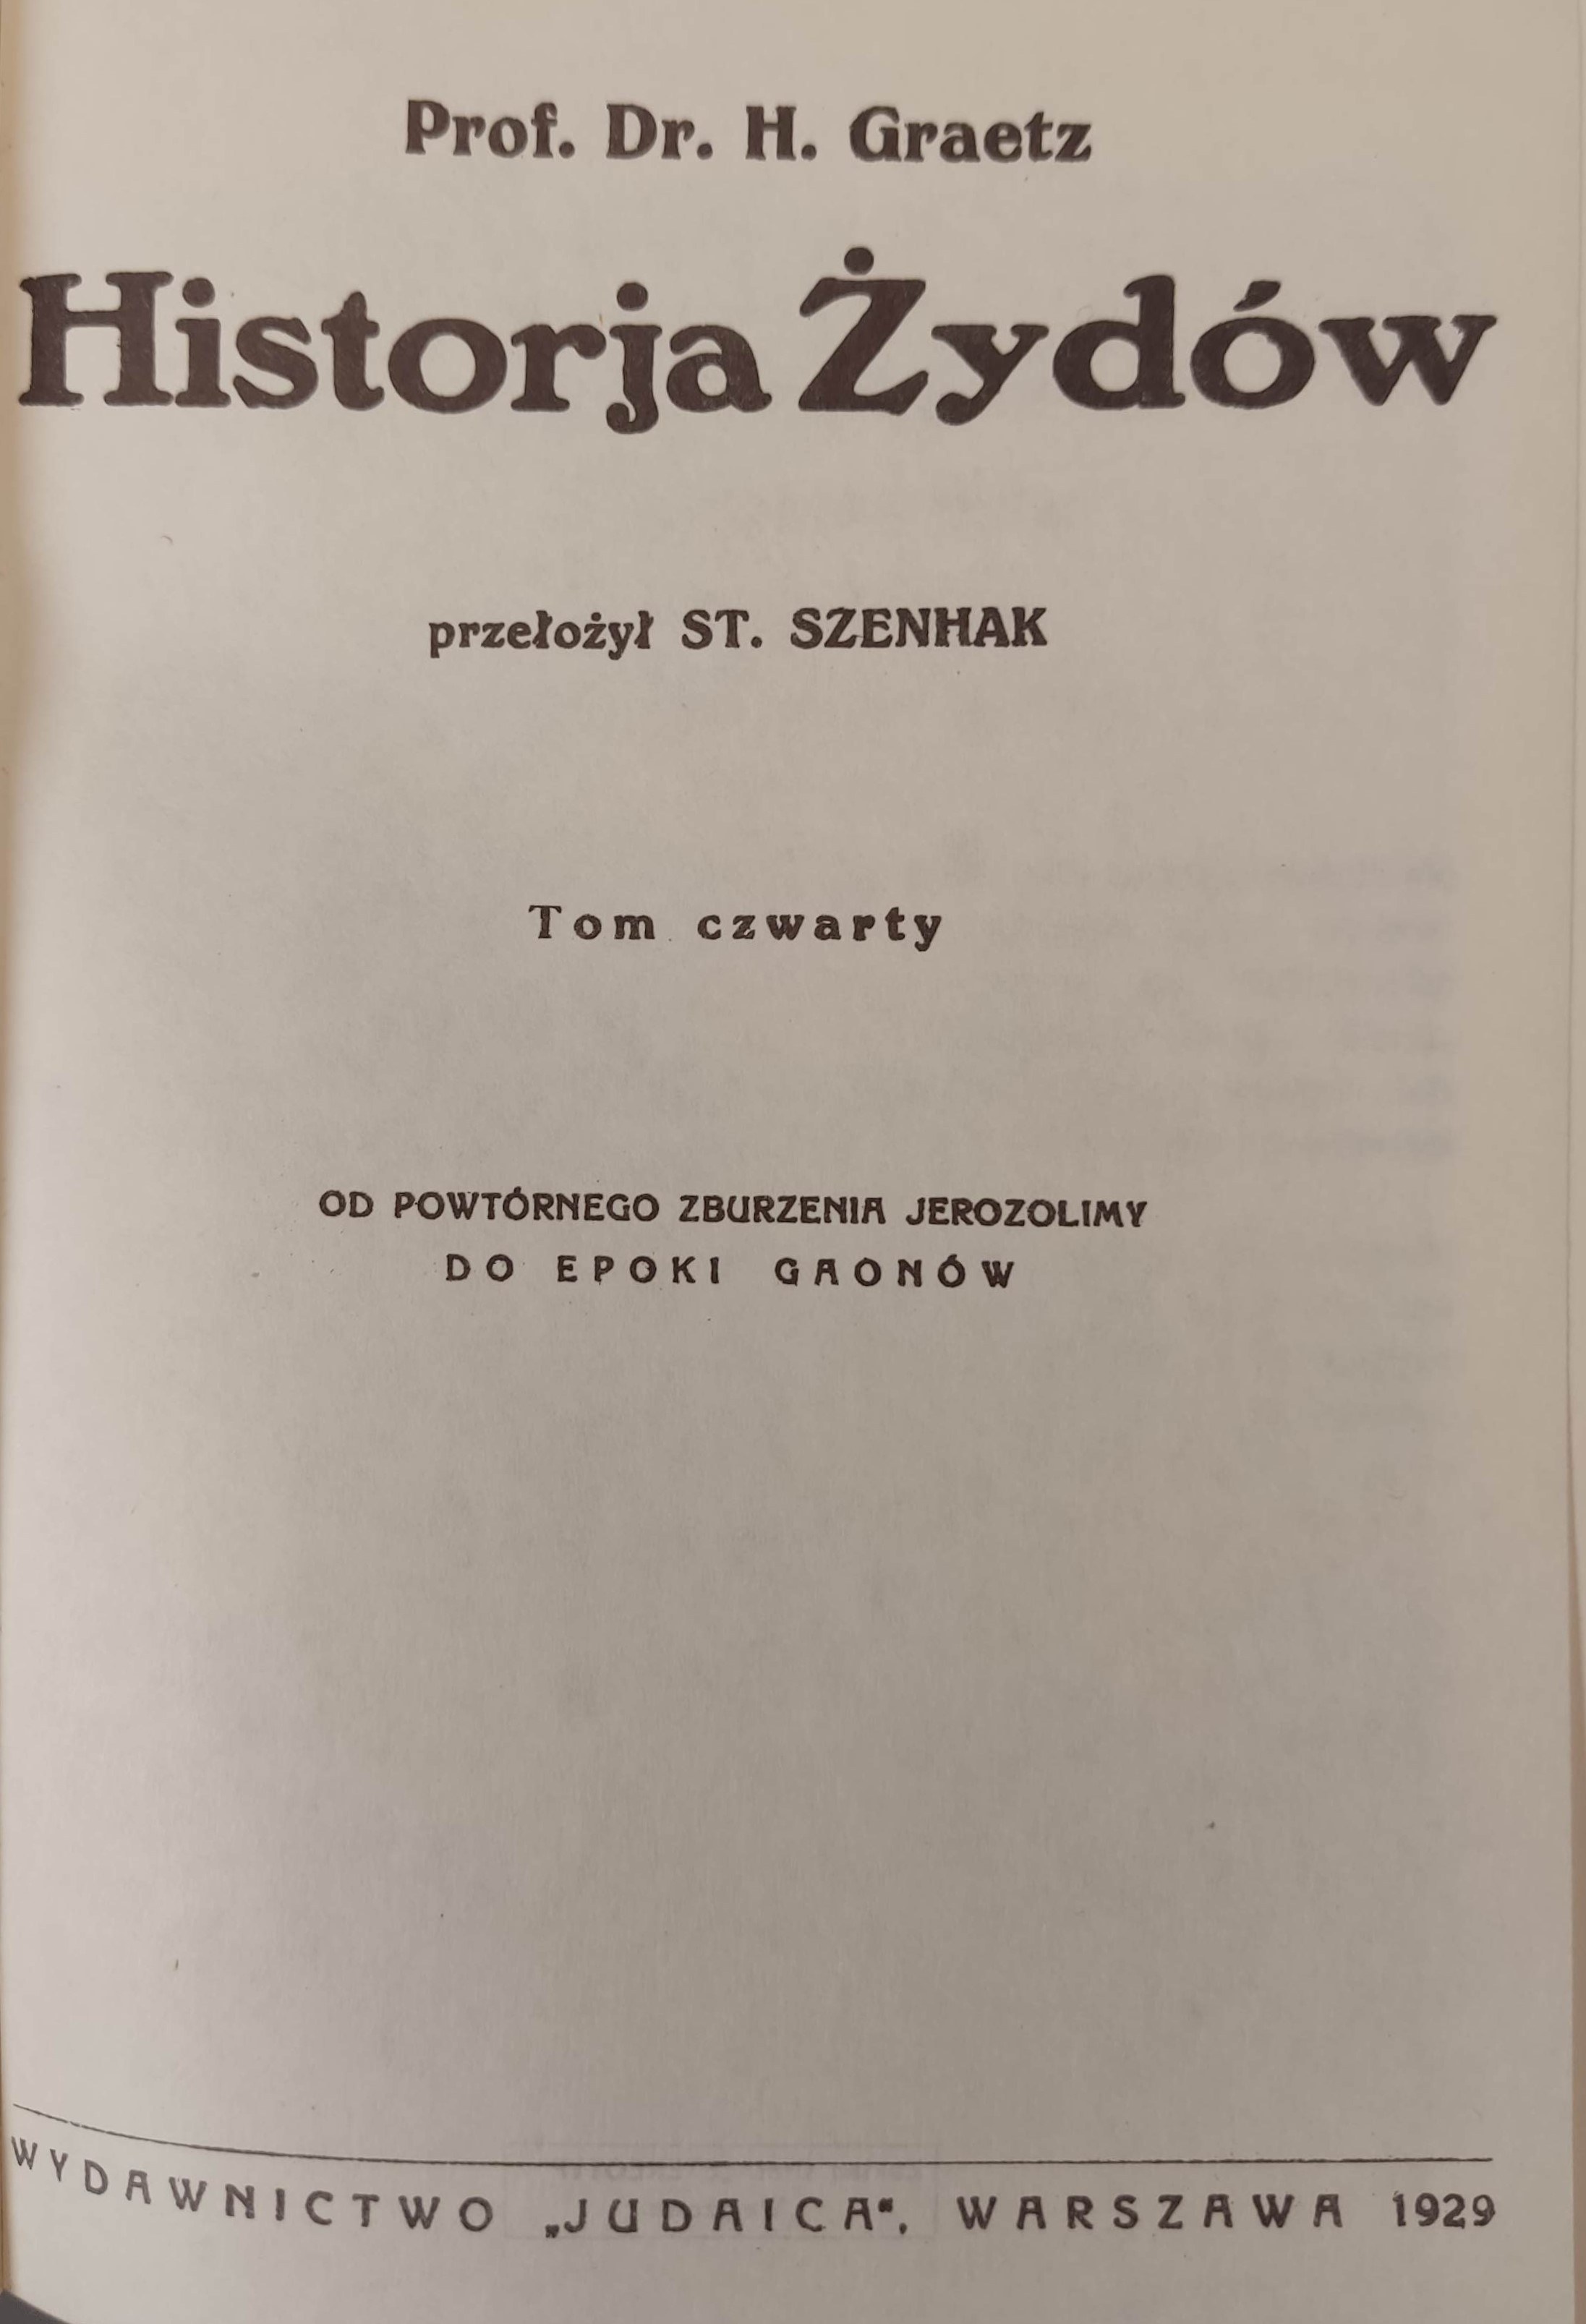 Prof. Dr. H. Graetz
Historja Żydów
przełożył ST. SZENHAK
Tom czwarty
OD POWTÓRNEGO ZBURZENIA JEROZOLIMY
DO EPOKI GAONÓW
WYDAWNICTWO „JUDAICA“, WARSZAWA 1929